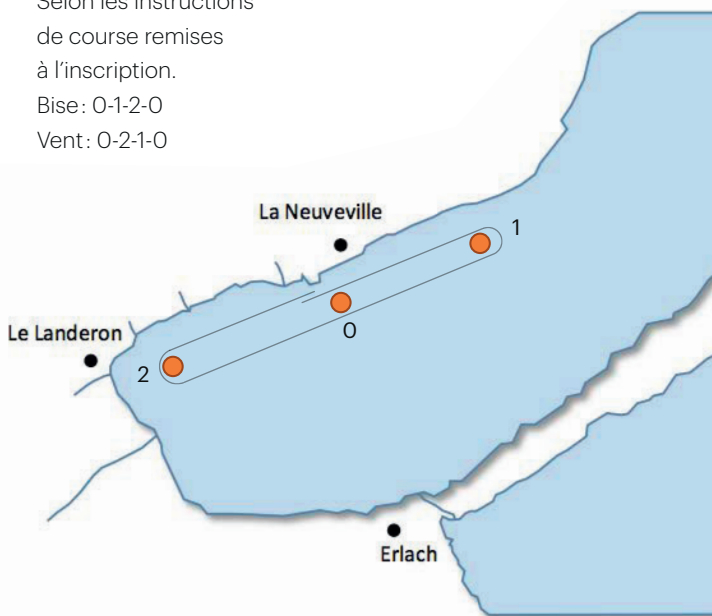 Selon les instructions
de course remises
à l’inscription.
Bise : 0-1-2-0
Vent : 0-2-1-0
La Neuveville
1
0
Le Landeron
2
Erlach